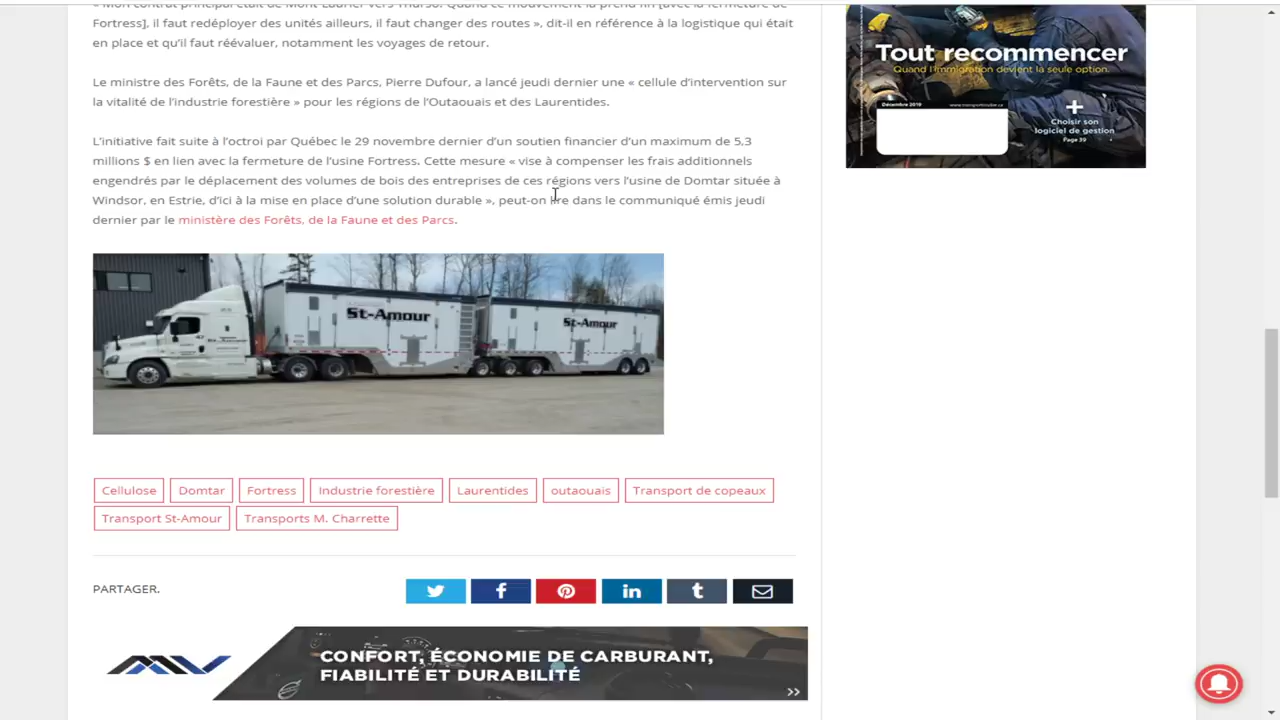 « Mon contrat principal était de Mont-Laurier vers Thurso. Quand ce mouvement là prend fin [avec la fermeture de
Fortress], il faut redéployer des unités ailleurs, il faut changer des routes », dit-il en référence à la logistique qui était
en place et qu'il faut réévaluer, notamment les voyages de retour.
Le ministre des Forêts, de la Faune et des Parcs, Pierre Dufour, a lancé jeudi dernier une « cellule d'intervention sur
la vitalité de l'industrie forestière » pour les régions de l'Outaouais et des Laurentides.
L'initiative fait suite à l'octroi par Québec le 29 novembre dernier d'un soutien financier d'un maximum de 5,3
millions $ en lien avec la fermeture de l'usine Fortress. Cette mesure « vise à compenser les frais additionnels
engendrés par le déplacement des volumes de bois des entreprises de ces régions vers l'usine de Domtar située à
Windsor, en Estrie, d'ici à la mise en place d'une solution durable », peut-on lire dans le communiqué émis jeudi
dernier par le ministère des Forêts, de la Faune et des Parcs.
St-Amour
St-Amour
Cellulose Domtar Fortress Industrie forestière Laurentides outaouais Transport de copeaux
Transport St-Amour Transports M. Charrette
PARTAGER.
MV
CONFORT, ÉCONOMIE DE CARBURANT,
FIABILITÉ ET DURABILITÉ
Tout recommencer
Quand l'immigration devient la seule option.
Décembre 2019 www.transportroutier.ca
+
Choisir son
logiciel de gestion
Page 39